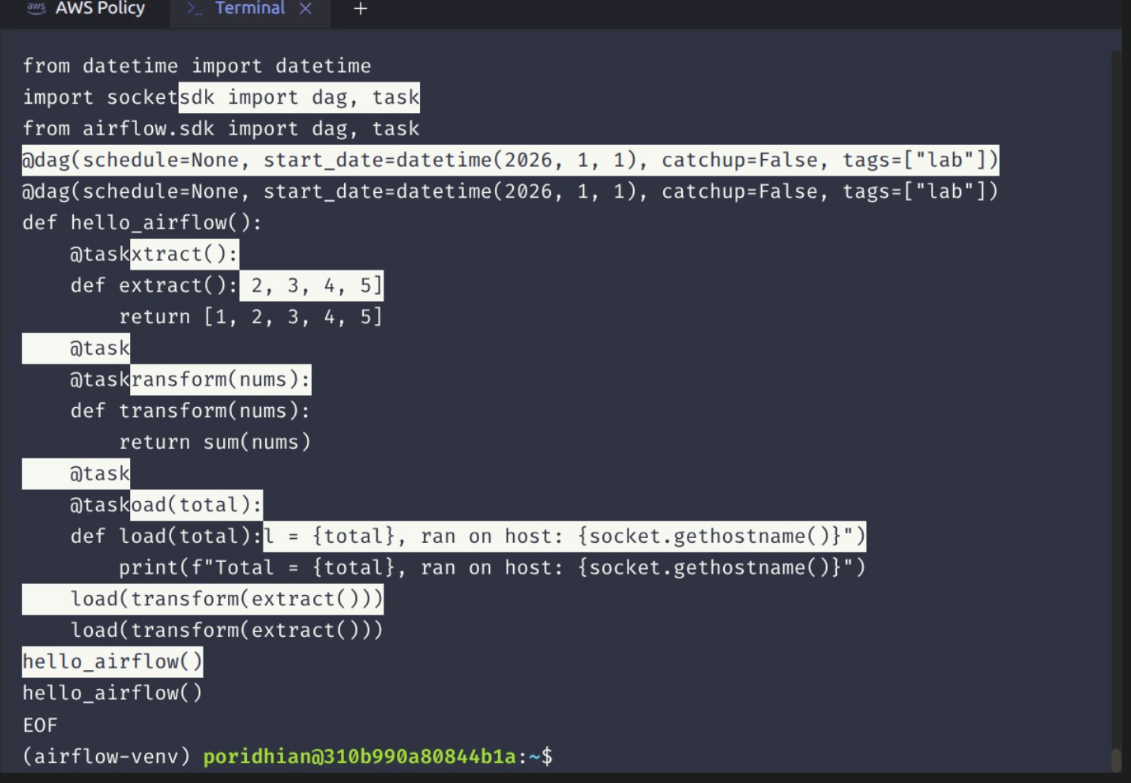 aws AWS Policy >_ Terminal × +
from datetime import datetime
import socketsdk import dag, task
from airflow.sdk import dag, task
@dag(schedule=None, start_date=datetime(2026, 1, 1), catchup=False, tags=["lab"])
@dag(schedule=None, start_date=datetime(2026, 1, 1), catchup=False, tags=["lab"])
def hello_airflow():
    @taskxtract():
    def extract(): 2, 3, 4, 5]
        return [1, 2, 3, 4, 5]
    @task
    @taskransform(nums):
    def transform(nums):
        return sum(nums)
    @task
    @taskoad(total):
    def load(total):l = {total}, ran on host: {socket.gethostname()}")
        print(f"Total = {total}, ran on host: {socket.gethostname()}")
    load(transform(extract()))
    load(transform(extract()))
hello_airflow()
hello_airflow()
EOF
(airflow-venv) poridhian@310b990a80844b1a:~$